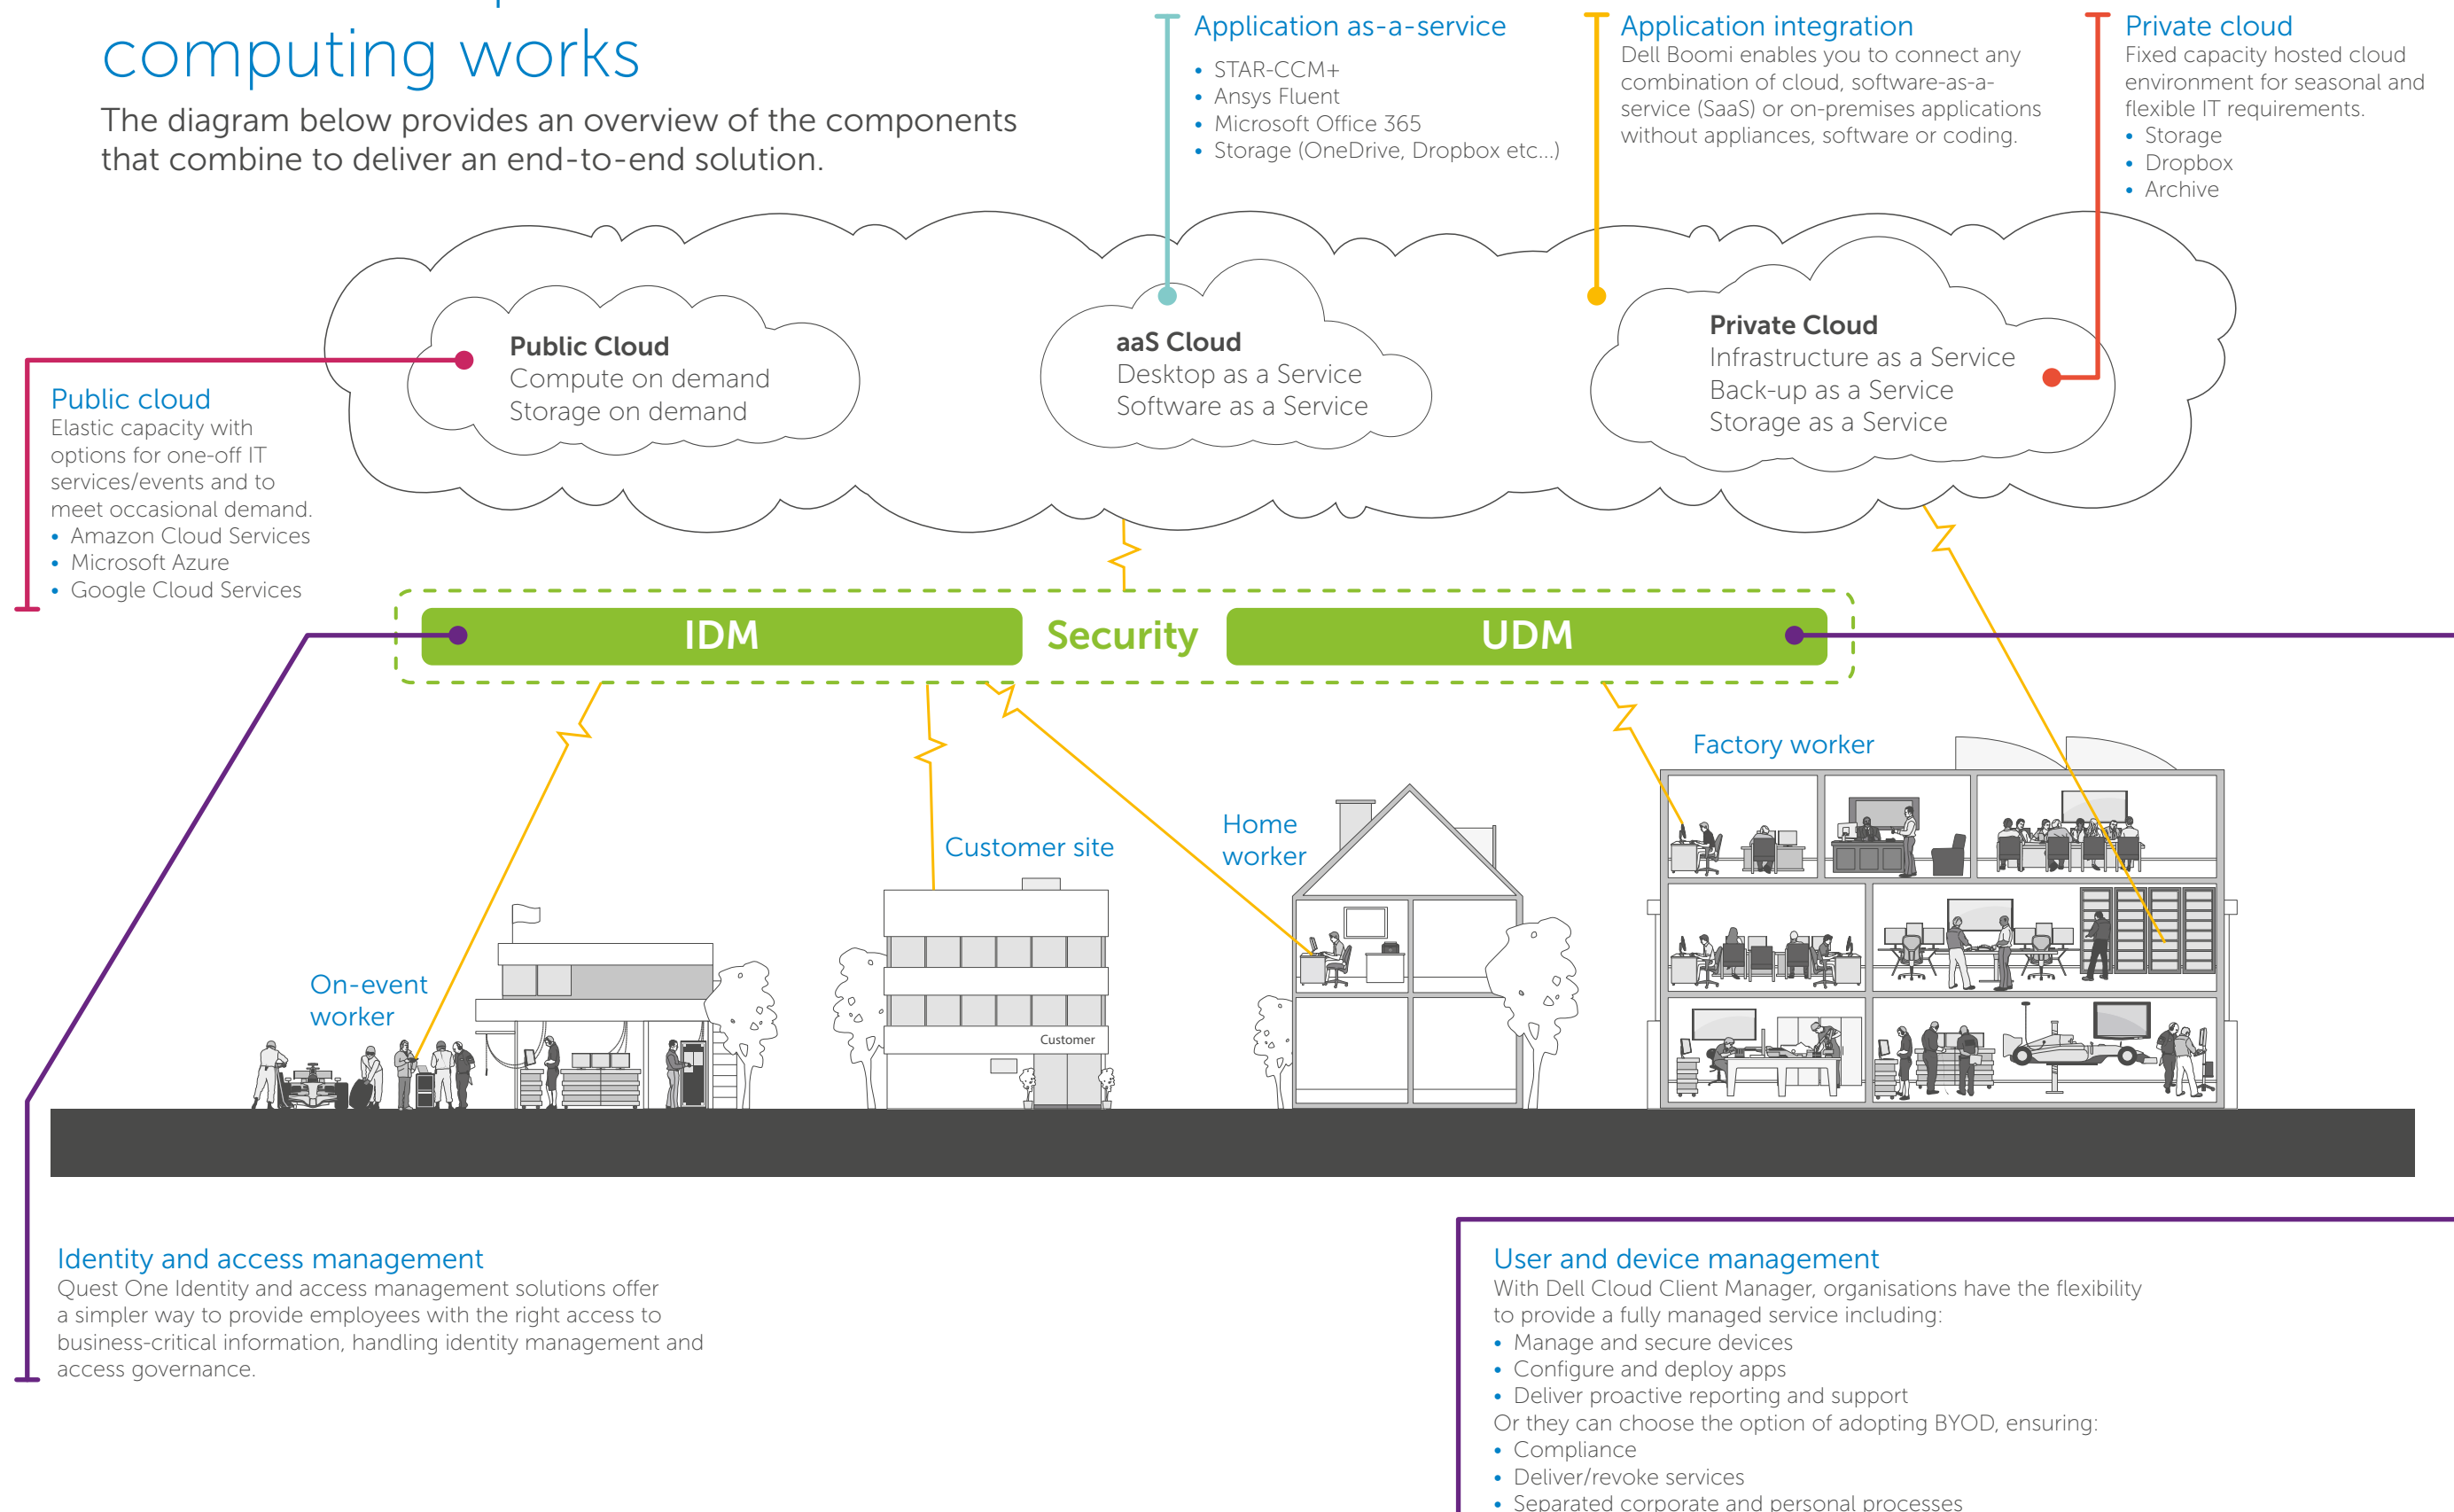 computing works
The diagram below provides an overview of the components
that combine to deliver an end-to-end solution.
Application as-a-service
• STAR-CCM+
• Ansys Fluent
• Microsoft Office 365
• Storage (OneDrive, Dropbox etc...)
Application integration
Dell Boomi enables you to connect any
combination of cloud, software-as-a-
service (SaaS) or on-premises applications
without appliances, software or coding.
Private cloud
Fixed capacity hosted cloud
environment for seasonal and
flexible IT requirements.
• Storage
• Dropbox
• Archive
Public Cloud
Compute on demand
Storage on demand
aaS Cloud
Desktop as a Service
Software as a Service
Private Cloud
Infrastructure as a Service
Back-up as a Service
Storage as a Service
Public cloud
Elastic capacity with
options for one-off IT
services/events and to
meet occasional demand.
• Amazon Cloud Services
• Microsoft Azure
• Google Cloud Services
IDM
Security
UDM
Factory worker
Home
worker
Customer site
On-event
worker
Customer
Identity and access management
Quest One Identity and access management solutions offer
a simpler way to provide employees with the right access to
business-critical information, handling identity management and
access governance.
User and device management
With Dell Cloud Client Manager, organisations have the flexibility
to provide a fully managed service including:
• Manage and secure devices
• Configure and deploy apps
• Deliver proactive reporting and support
Or they can choose the option of adopting BYOD, ensuring:
• Compliance
• Deliver/revoke services
• Separated corporate and personal processes